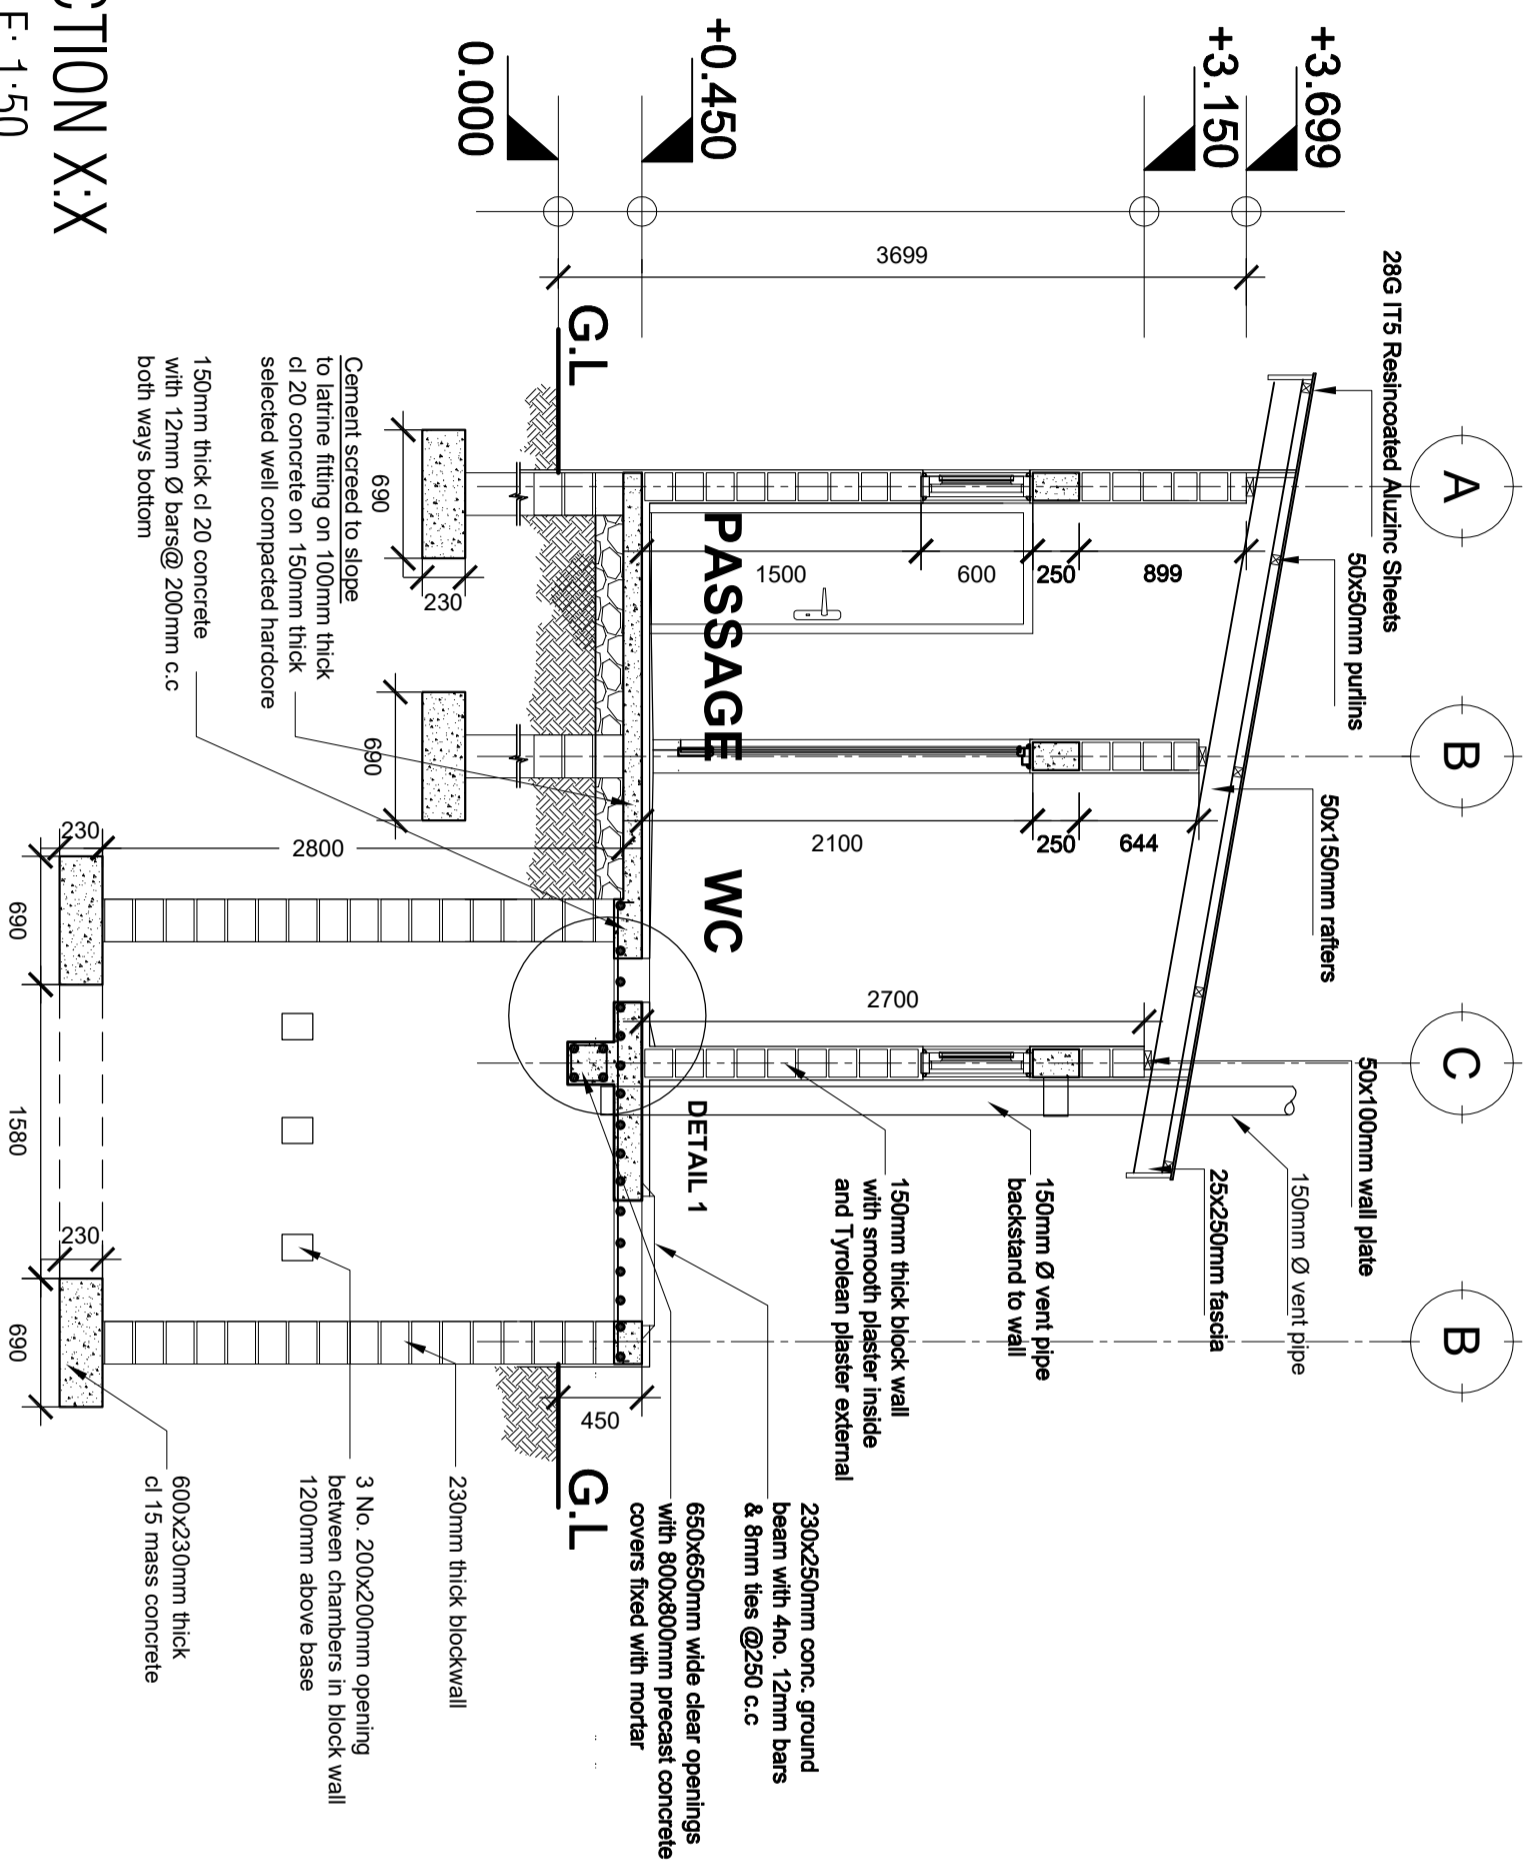 +3.699
+3.150
+0.450
0.000
3699
28G IT5 Resincoated Aluzinc Sheets
50x50mm purlins
50x150mm rafters
50x100mm wall plate
150mm Ø vent pipe
25x250mm fascia
A
B
C
B
899
250
600
1500
644
250
2100
2700
PASSAGE
WC
DETAIL 1
150mm Ø vent pipe
backstand to wall
150mm thick block wall
with smooth plaster inside
and Tyrolean plaster external
230x250mm conc. ground
beam with 4no. 12mm bars
& 8mm ties @250 c.c
650x650mm wide clear openings
with 800x800mm precast concrete
covers fixed with mortar
G.L
G.L
450
Cement screed to slope
to latrine fitting on 100mm thick
cl 20 concrete on 150mm thick
selected well compacted hardcore
150mm thick cl 20 concrete
with 12mm Ø bars@ 200mm c.c
both ways bottom
690
230
690
2800
230
230
690
1580
690
230mm thick blockwall
3 No. 200x200mm opening
between chambers in block wall
1200mm above base
600x230mm thick
cl 15 mass concrete
CTION X:X
1:50